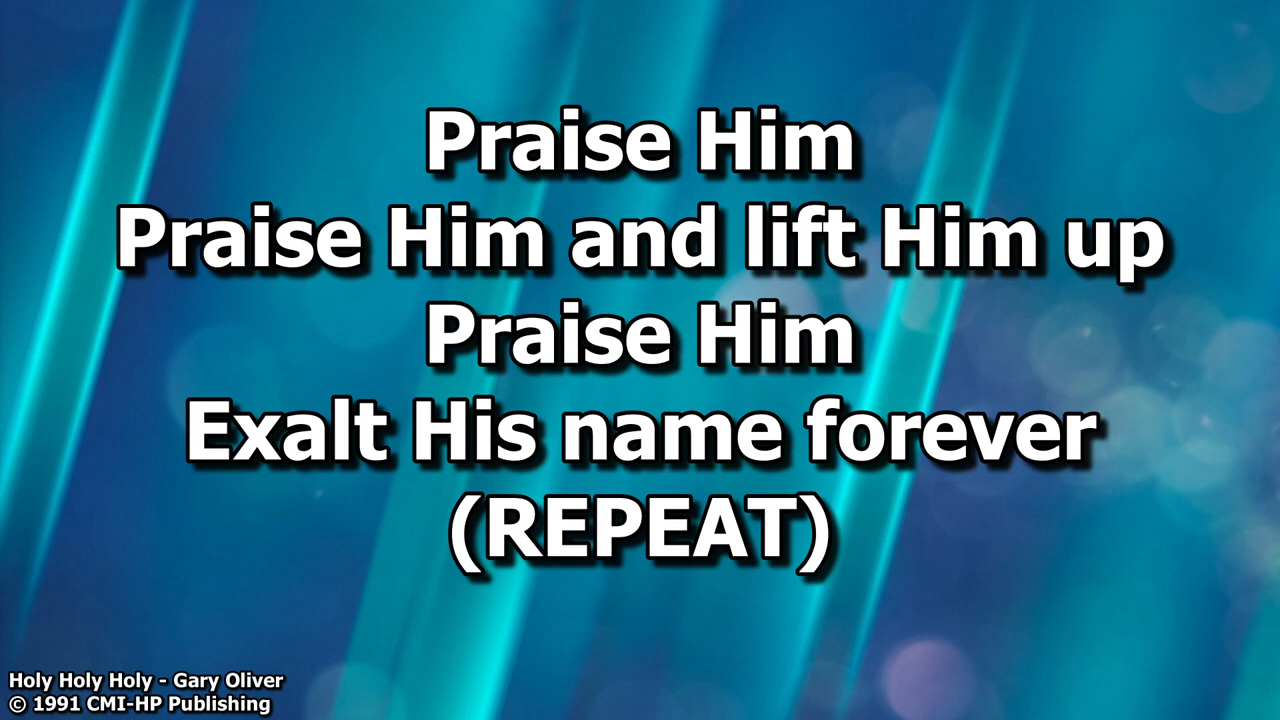 Praise Him
Praise Him and lift Him up
Praise Him
Exalt His name forever
(REPEAT)
Holy Holy Holy - Gary Oliver
© 1991 CMI-HP Publishing